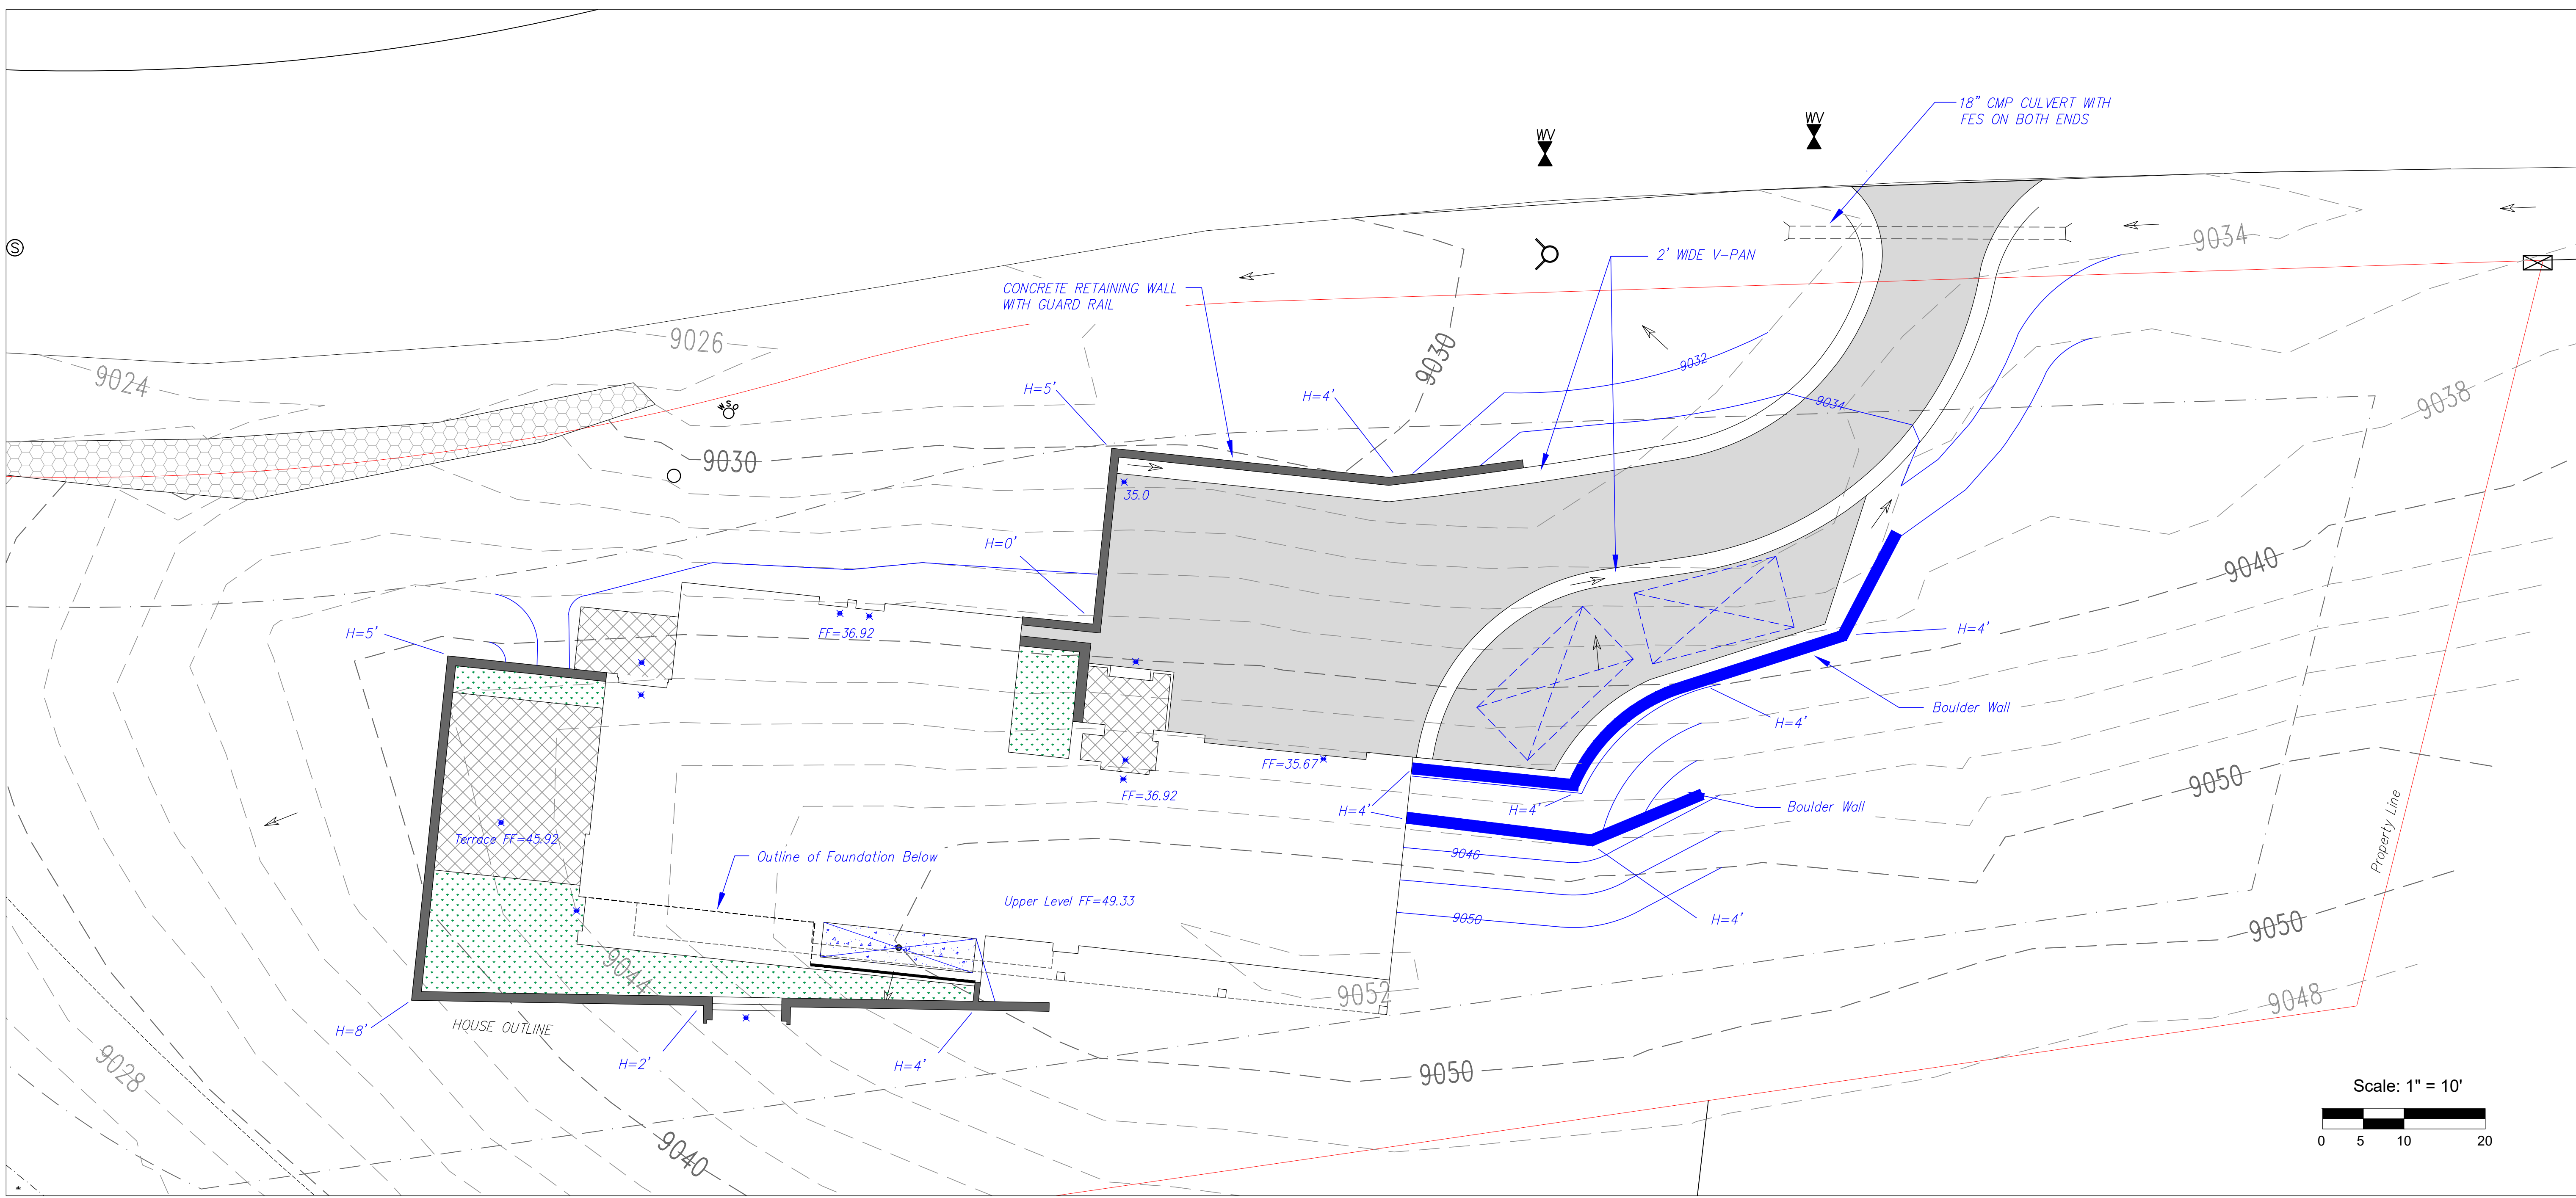 18" CMP CULVERT WITH
FES ON BOTH ENDS
WV
WV
S
9034
2' WIDE V-PAN
CONCRETE RETAINING WALL
WITH GUARD RAIL
9026
9024
9030
9032
9034
9038
H=5'
H=4'
WSO
9030
35.0
H=0'
9040
FF=36.92
H=5'
H=4'
Boulder Wall
H=4'
FF=35.67
FF=36.92
9050
H=4'
H=4'
Boulder Wall
Property Line
Terrace FF=45.92
Outline of Foundation Below
9046
Upper Level FF=49.33
9050
H=4'
9050
9044
9052
9048
H=8'
HOUSE OUTLINE
H=2'
H=4'
9028
9050
9040
Scale: 1" = 10'
0 5 10 20